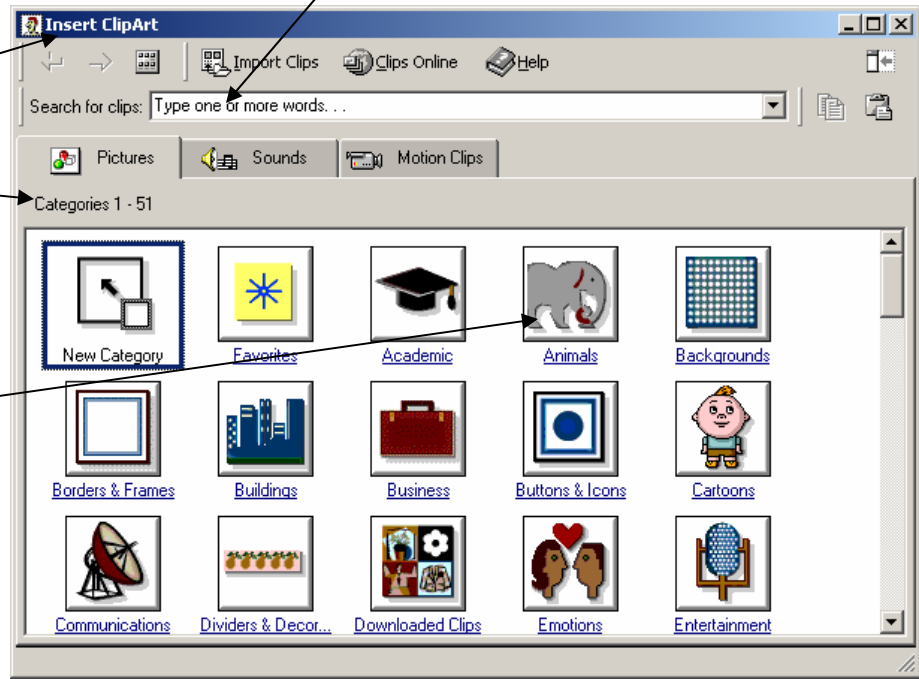 Insert ClipArt
Import Clips Clips Online Help
Search for clips: Type one or more words. . .
Pictures Sounds Motion Clips
Categories 1 - 51
New Category Favorites Academic Animals Backgrounds
Borders & Frames Buildings Business Buttons & Icons Cartoons
Communications Dividers & Decor... Downloaded Clips Emotions Entertainment